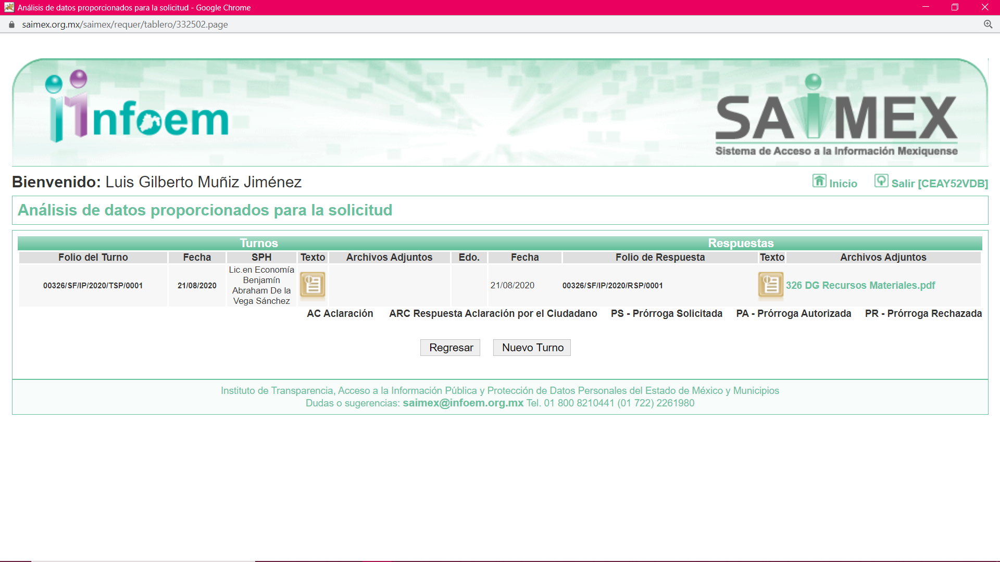 Análisis de datos proporcionados para la solicitud - Google Chrome
saimex.org.mx/saimex/requer/tablero/332502.page
infoem
SAiMEX
Sistema de Acceso a la Información Mexiquense
Bienvenido: Luis Gilberto Muñiz Jiménez
Inicio Salir [CEAY52VDB]
Análisis de datos proporcionados para la solicitud
Turnos Respuestas
Folio del Turno Fecha SPH Texto Archivos Adjuntos Edo. Fecha Folio de Respuesta Texto Archivos Adjuntos
00326/SF/IP/2020/TSP/0001 21/08/2020 Lic.en Economía
Benjamín
Abraham De la
Vega Sánchez
21/08/2020 00326/SF/IP/2020/RSP/0001 326 DG Recursos Materiales.pdf
AC Aclaración ARC Respuesta Aclaración por el Ciudadano PS - Prórroga Solicitada PA - Prórroga Autorizada PR - Prórroga Rechazada
Regresar Nuevo Turno
Instituto de Transparencia, Acceso a la Información Pública y Protección de Datos Personales del Estado de México y Municipios
Dudas o sugerencias: saimex@infoem.org.mx Tel. 01 800 8210441 (01 722) 2261980